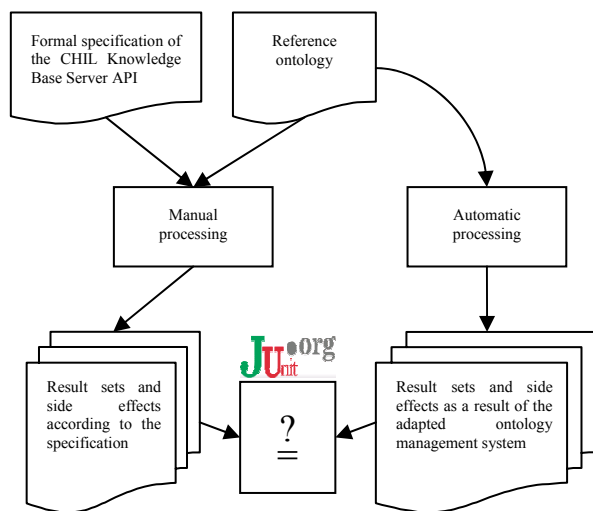 Formal specification of
the CHIL Knowledge
Base Server API
Reference
ontology
Manual
processing
Automatic
processing
JUnit.org
Result sets and
side effects
according to the
specification
?
=
Result sets and side
effects as a result of the
adapted ontology
management system